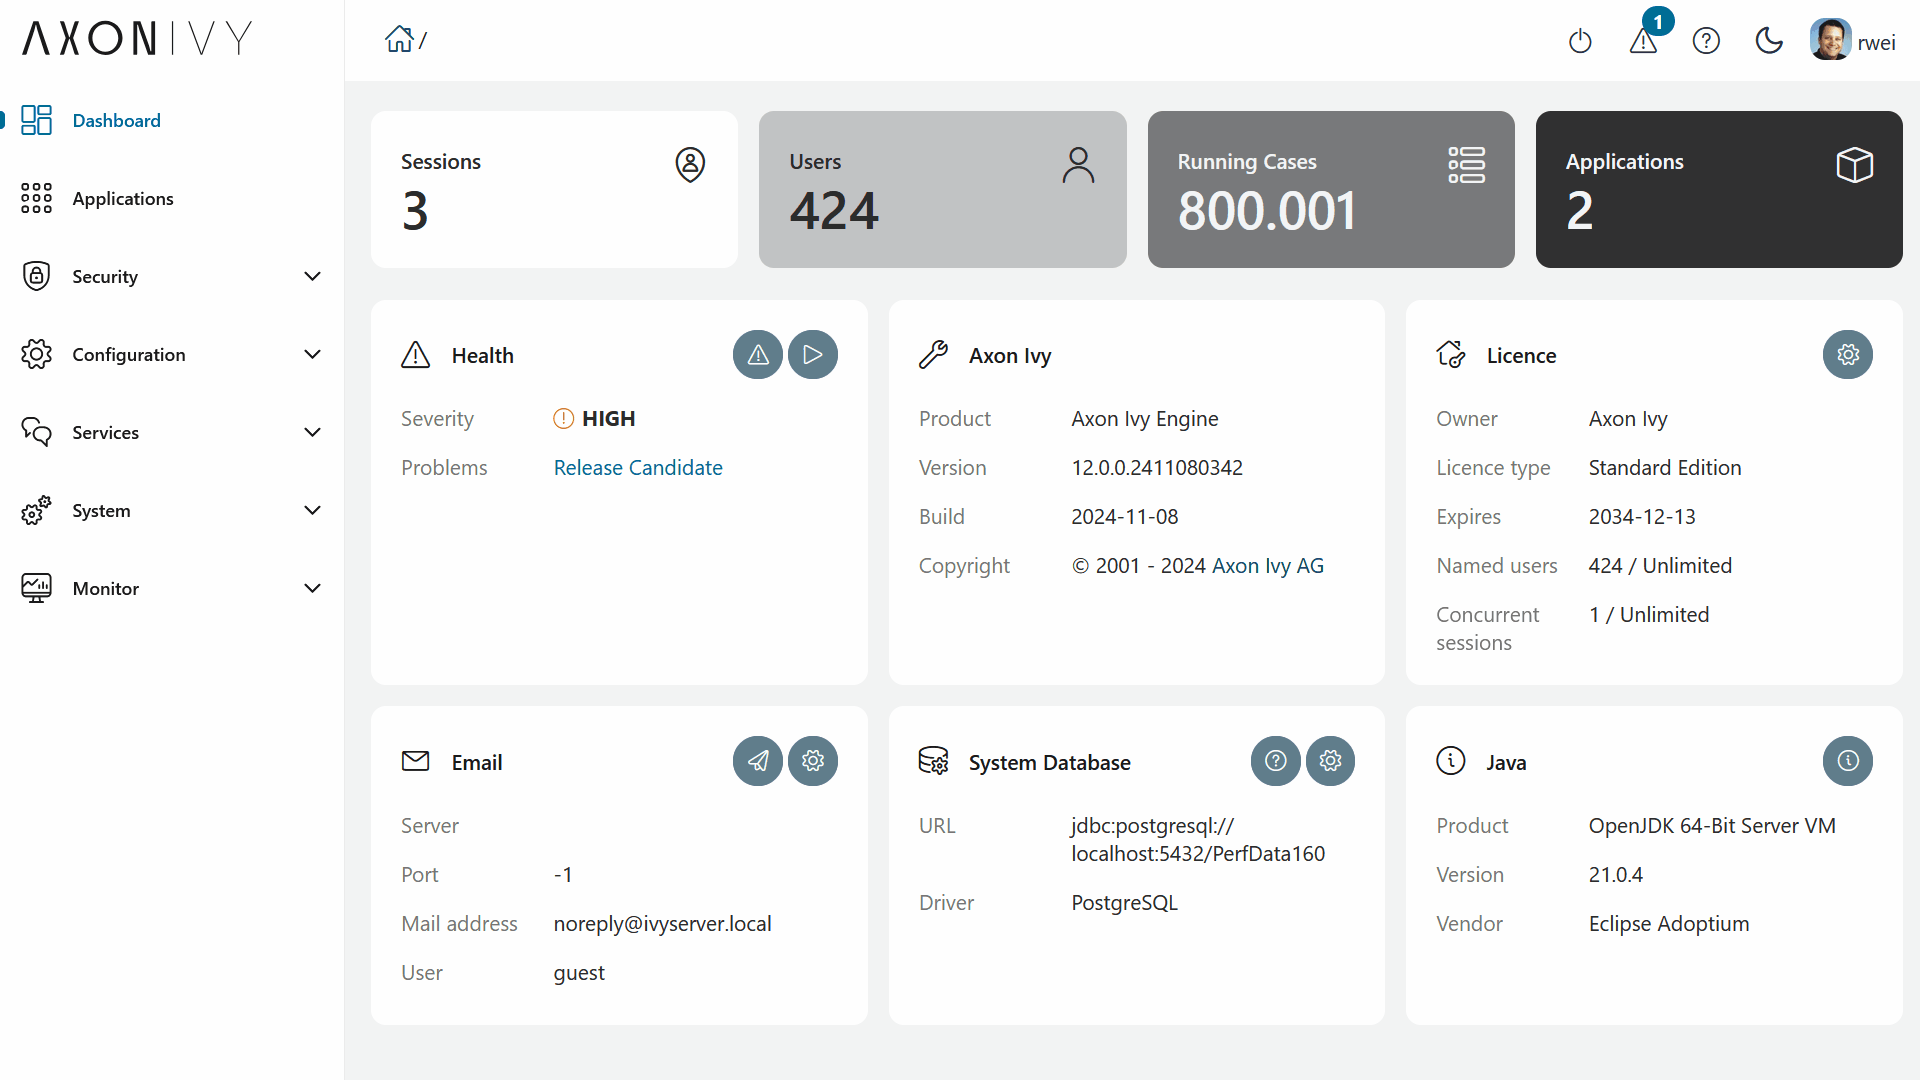 AXONIVY
/
1
rwei
Dashboard
Applications
Security
Configuration
Services
System
Monitor
Sessions
3
Users
424
Running Cases
800.001
Applications
2
Health
Severity HIGH
Problems Release Candidate
Axon Ivy
Product Axon Ivy Engine
Version 12.0.0.2411080342
Build 2024-11-08
Copyright © 2001 - 2024 Axon Ivy AG
Licence
Owner Axon Ivy
Licence type Standard Edition
Expires 2034-12-13
Named users 424 / Unlimited
Concurrent 1 / Unlimited
sessions
Email
Server
Port -1
Mail address noreply@ivyserver.local
User guest
System Database
URL jdbc:postgresql://
localhost:5432/PerfData160
Driver PostgreSQL
Java
Product OpenJDK 64-Bit Server VM
Version 21.0.4
Vendor Eclipse Adoptium